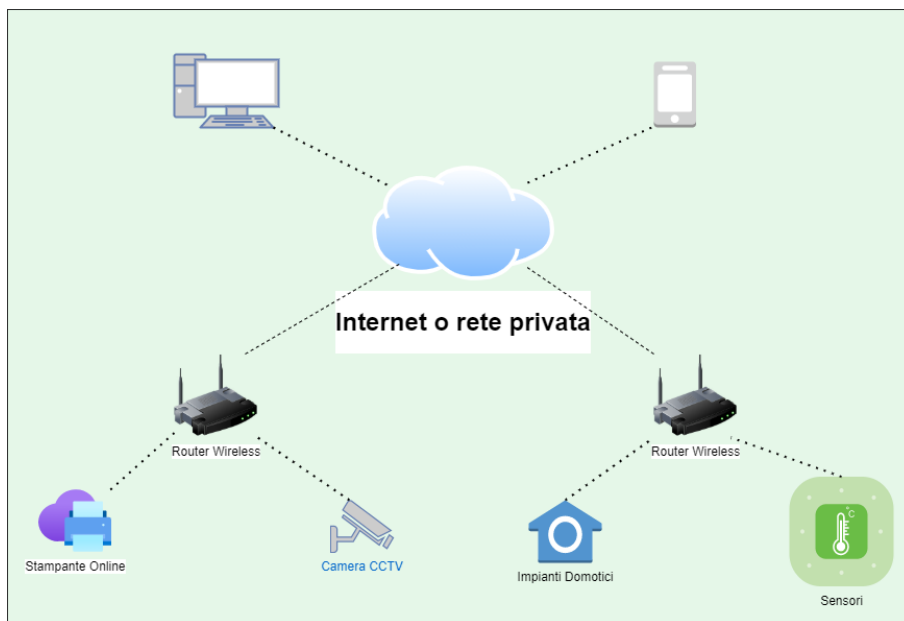 Internet o rete privata
Router Wireless
Router Wireless
Stampante Online
Camera CCTV
Impianti Domotici
°C
Sensori